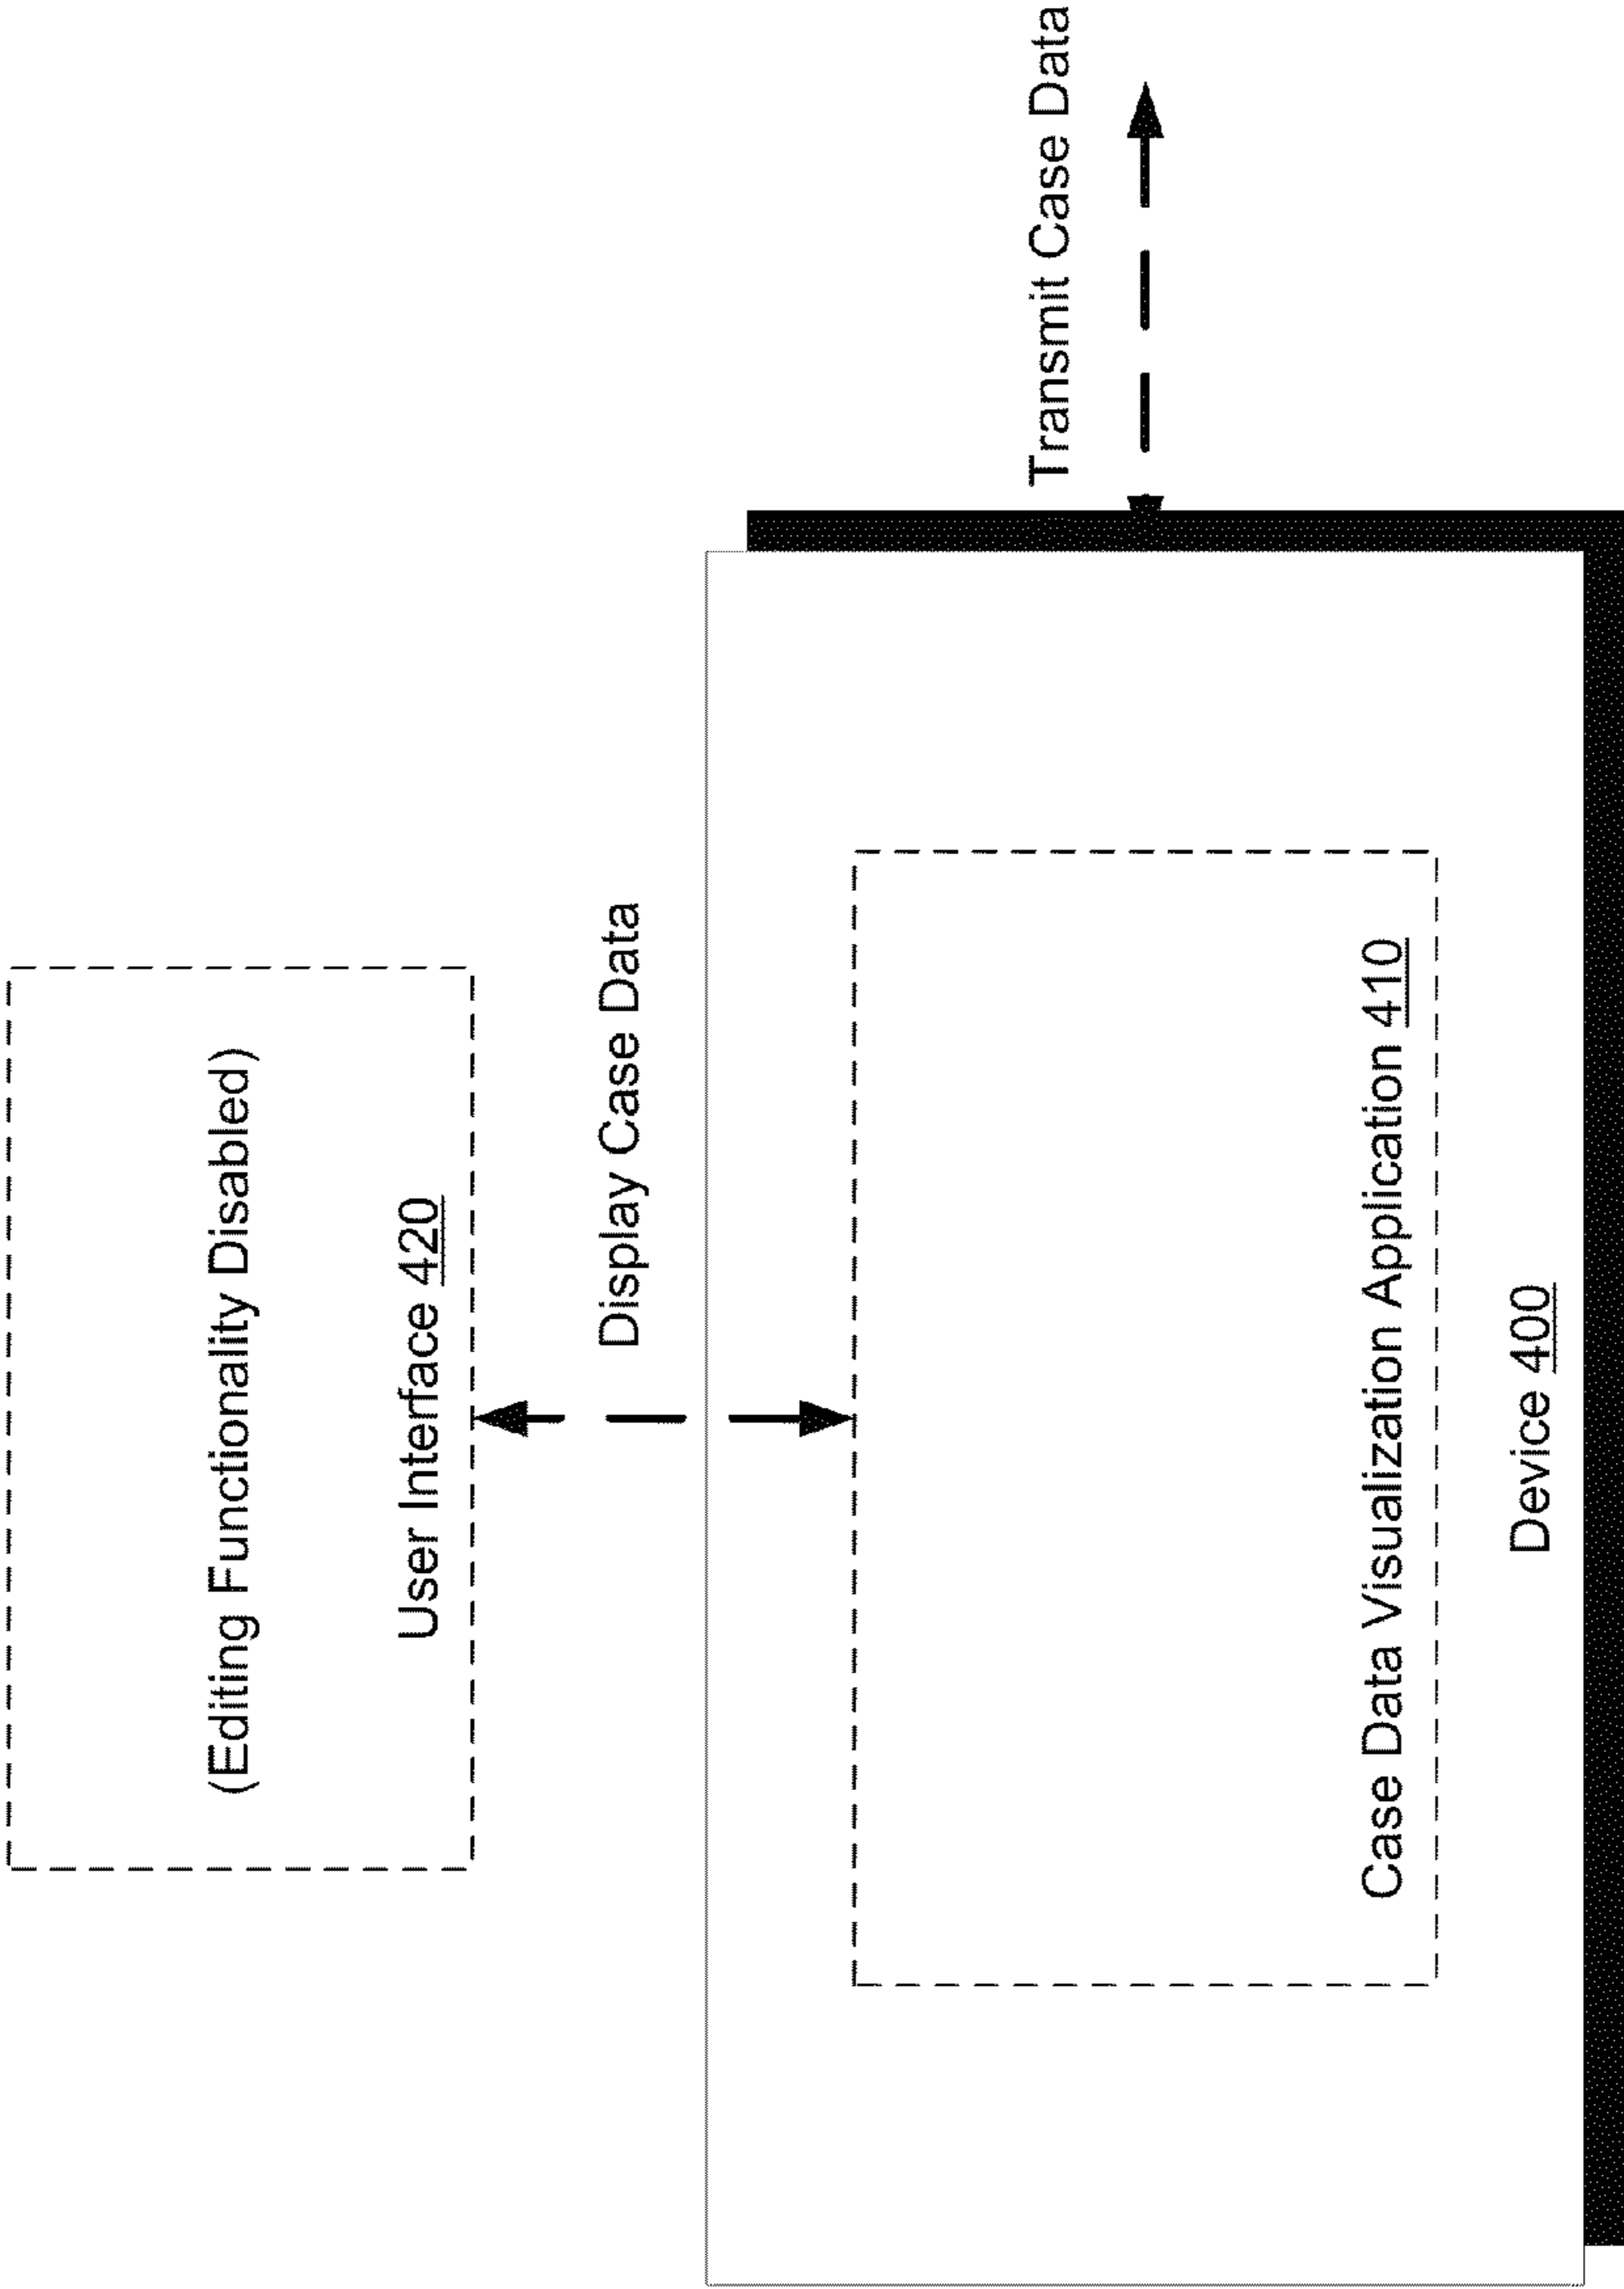 (Editing Functionality Disabled)
User Interface 420
Display Case Data
Transmit Case Data
Case Data Visualization Application 410
Device 400